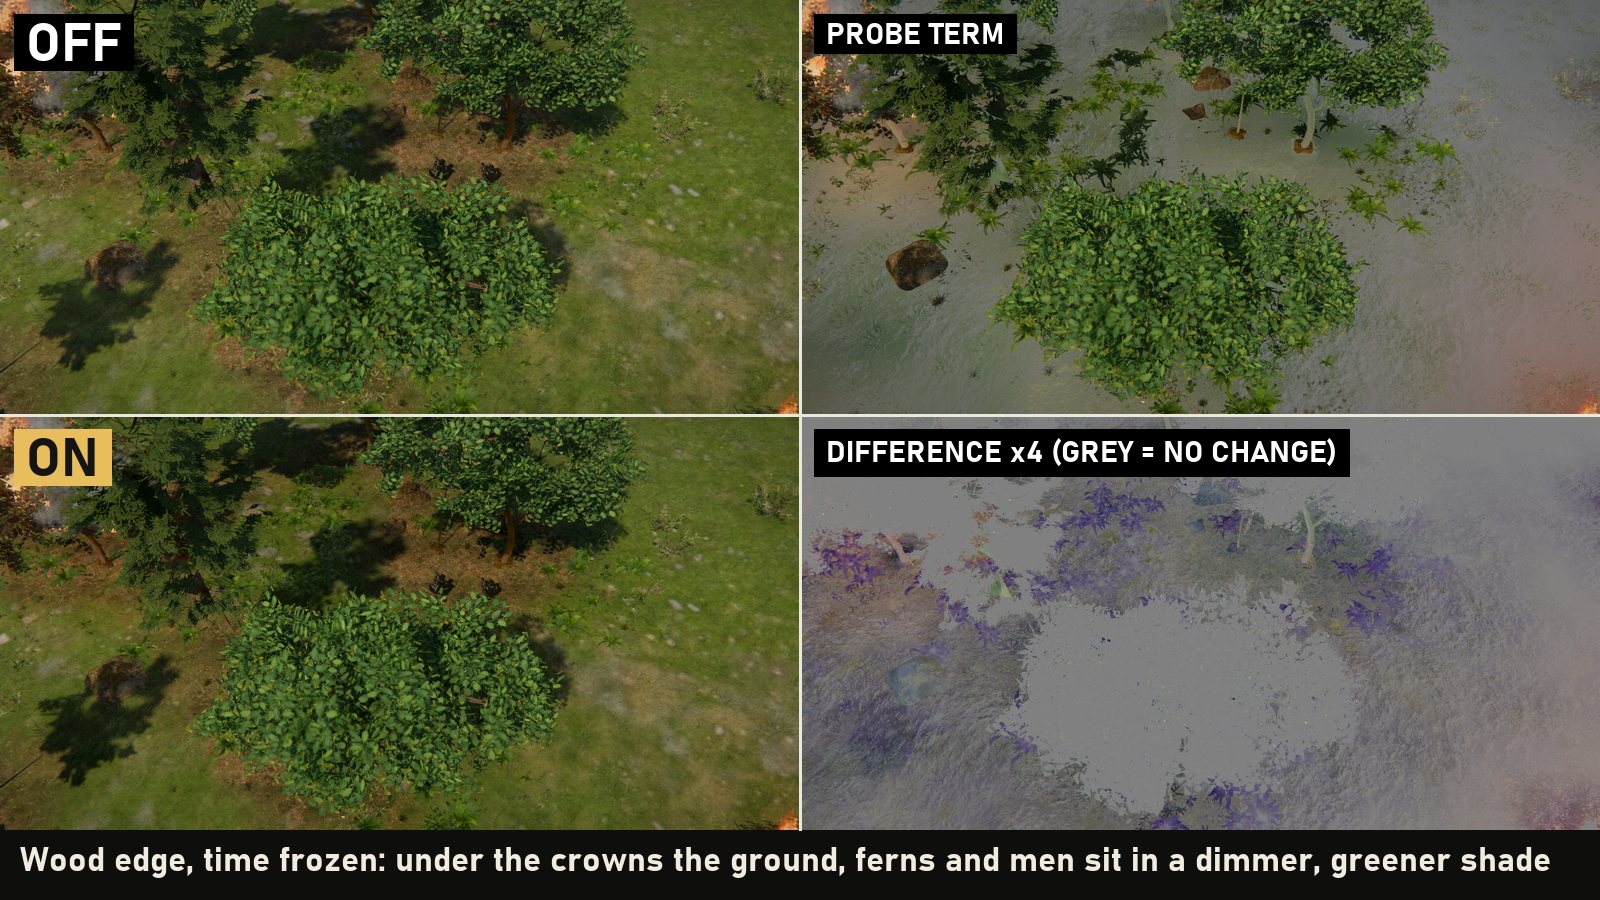 OFF
PROBE TERM
ON
DIFFERENCE x4 (GREY = NO CHANGE)
Wood edge, time frozen: under the crowns the ground, ferns and men sit in a dimmer, greener shade